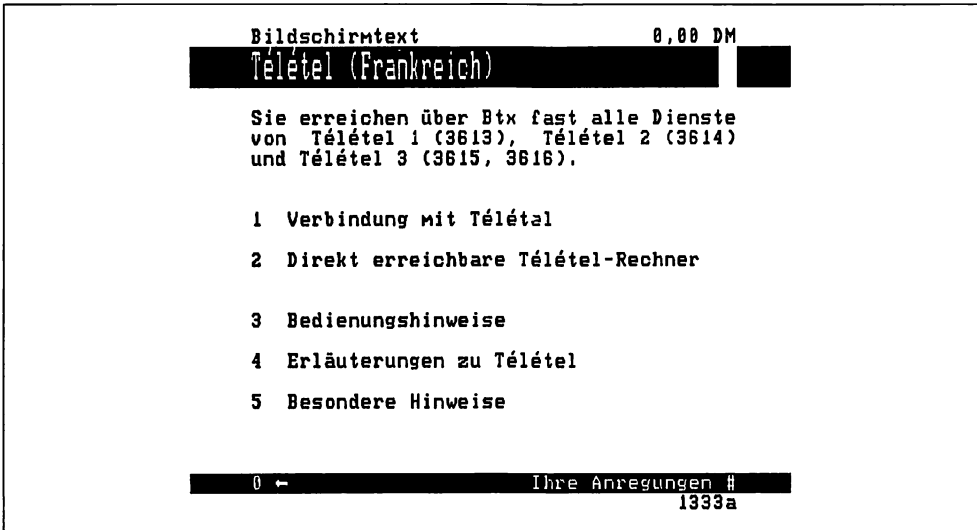 Bildschirmtext 0,00 DM
Télétel (Frankreich)
Sie erreichen über Btx fast alle Dienste
von Télétel 1 (3613), Télétel 2 (3614)
und Télétel 3 (3615, 3616).
1 Verbindung mit Télétal
2 Direkt erreichbare Télétel-Rechner
3 Bedienungshinweise
4 Erläuterungen zu Télétel
5 Besondere Hinweise
0 ← Ihre Anregungen #
1333a